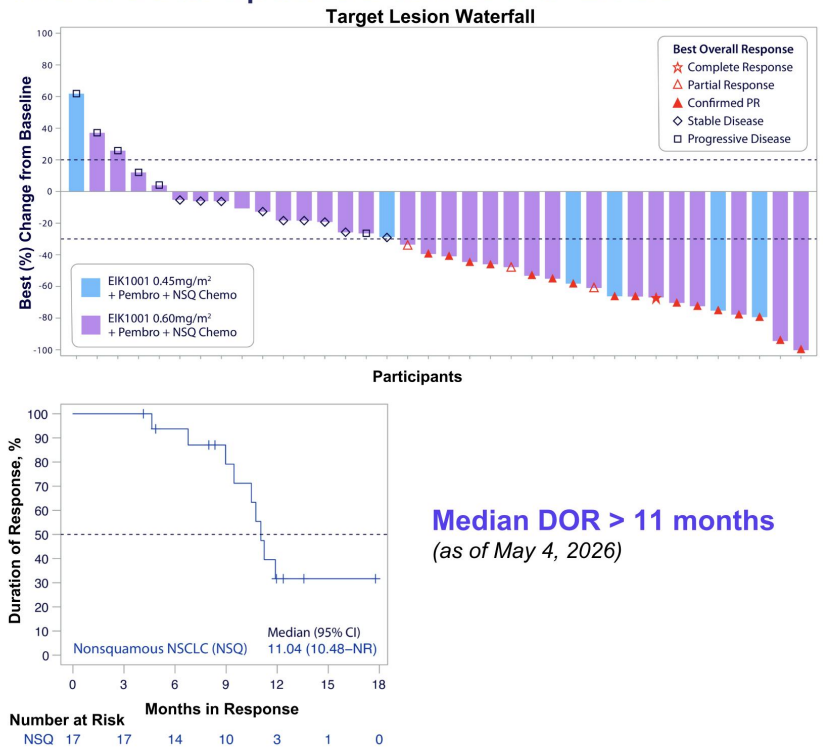 Target Lesion Waterfall
Best (%) Change from Baseline
100
80
60
40
20
0
-20
-40
-60
-80
-100
Best Overall Response
Complete Response
Partial Response
Confirmed PR
Stable Disease
Progressive Disease
EIK1001 0.45mg/m²
+ Pembro + NSQ Chemo
EIK1001 0.60mg/m²
+ Pembro + NSQ Chemo
Participants
Duration of Response, %
100
90
80
70
60
50
40
30
20
10
0
Median (95% CI)
Nonsquamous NSCLC (NSQ) 11.04 (10.48–NR)
0 3 6 9 12 15 18
Months in Response
Number at Risk
NSQ 17 17 14 10 3 1 0
Median DOR > 11 months
(as of May 4, 2026)